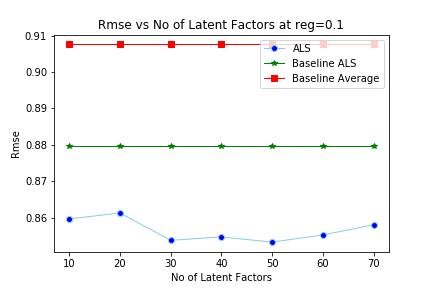 Rmse vs No of Latent Factors at reg=0.1
0.91
0.90
0.89
0.88
0.87
0.86
Rmse
ALS
Baseline ALS
Baseline Average
10 20 30 40 50 60 70
No of Latent Factors